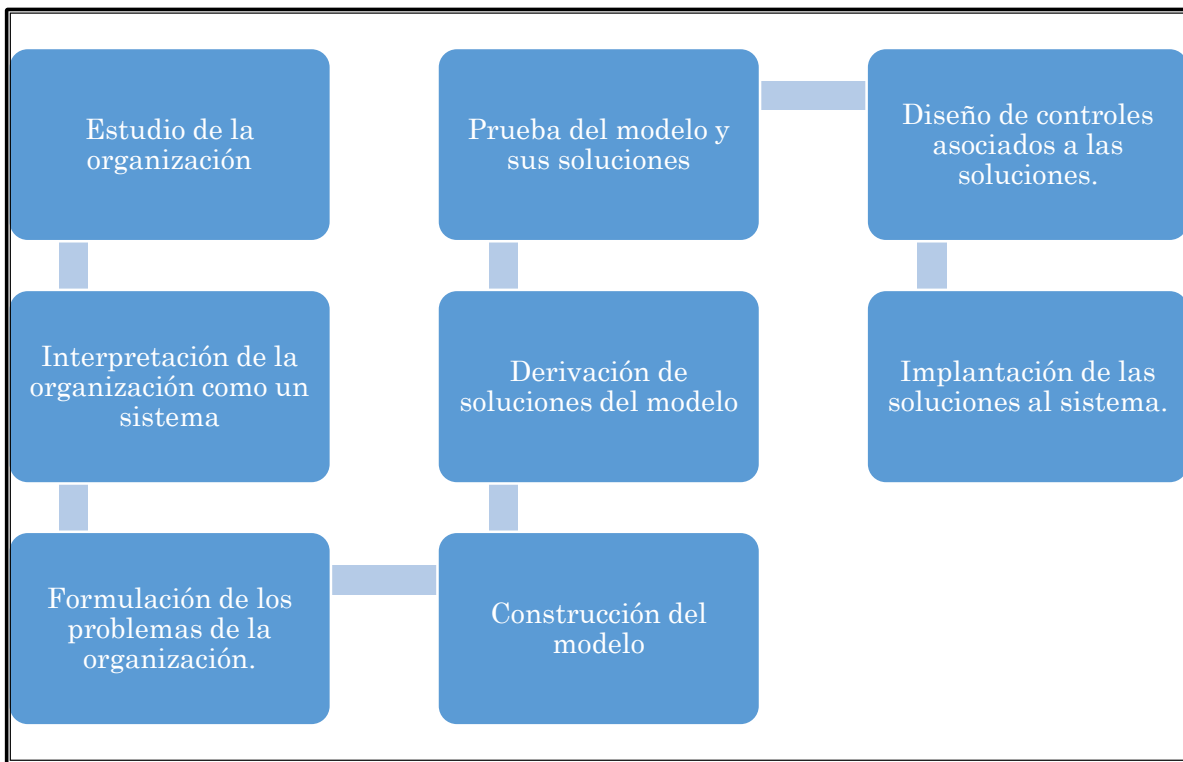 Estudio de la
organización
Interpretación de la
organización como un
sistema
Formulación de los
problemas de la
organización.
Construcción del
modelo
Derivación de
soluciones del modelo
Prueba del modelo y
sus soluciones
Diseño de controles
asociados a las
soluciones.
Implantación de las
soluciones al sistema.